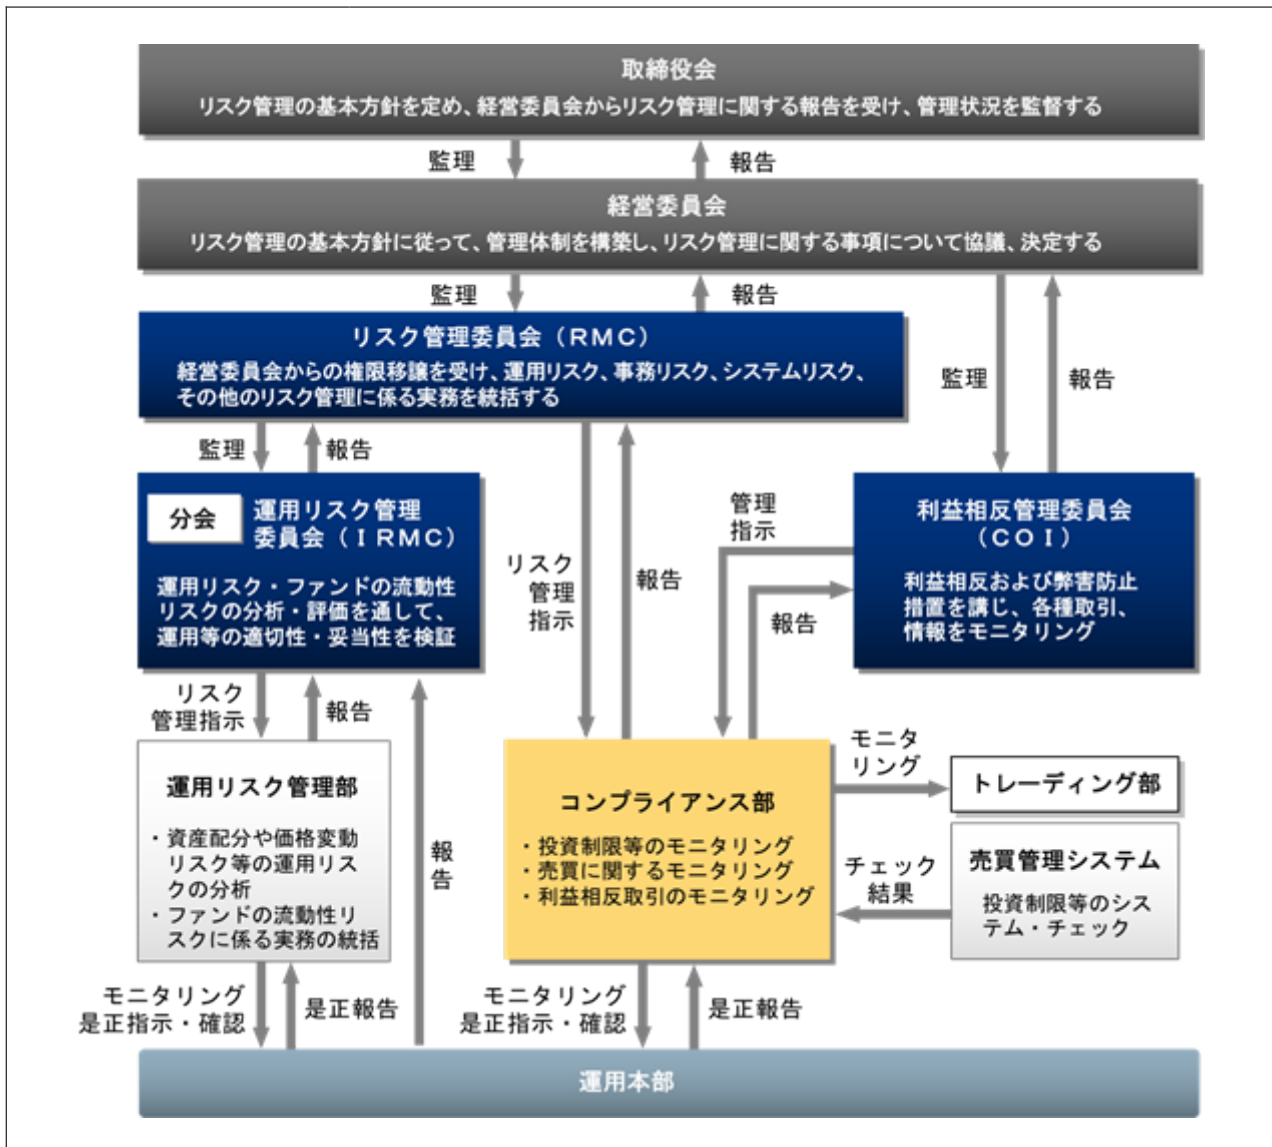 取締役会
リスク管理の基本方針を定め、経営委員会からリスク管理に関する報告を受け、管理状況を監督する
監理
報告
経営委員会
リスク管理の基本方針に従って、管理体制を構築し、リスク管理に関する事項について協議、決定する
監理
報告
リスク管理委員会（ＲＭＣ）
経営委員会からの権限移譲を受け、運用リスク、事務リスク、システムリスク、
その他のリスク管理に係る実務を統括する
監理
報告
監理
報告
分会
運用リスク管理
委員会（ＩＲＭＣ）
運用リスク・ファンドの流動性
リスクの分析・評価を通して、
運用等の適切性・妥当性を検証
リスク
管理
指示
報告
管理
指示
報告
利益相反管理委員会
（ＣＯＩ）
利益相反および弊害防止
措置を講じ、各種取引、
情報をモニタリング
リスク
管理指示
報告
運用リスク管理部
・資産配分や価格変動
リスク等の運用リス
クの分析
・ファンドの流動性リ
スクに係る実務の統括
報
告
コンプライアンス部
・投資制限等のモニタリング
・売買に関するモニタリング
・利益相反取引のモニタリング
モニタ
リング
トレーディング部
チェック
結果
売買管理システム
投資制限等のシス
テム・チェック
モニタリング
是正指示・確認
是正報告
モニタリング
是正指示・確認
是正報告
運用本部